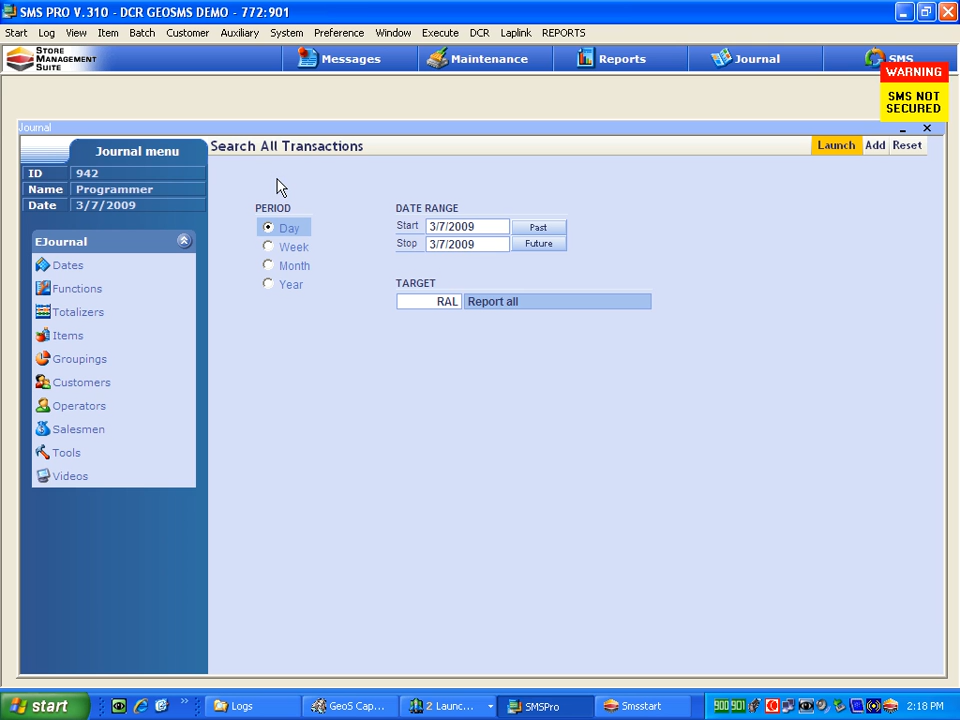 SMS PRO V.310 - DCR GEOSMS DEMO - 772:901
Start Log View Item Batch Customer Auxiliary System Preference Window Execute DCR Laplink REPORTS
STORE MANAGEMENT SUITE
Messages Maintenance Reports Journal SMS
WARNING
SMS NOT SECURED
Journal
Journal menu
Search All Transactions
Launch Add Reset
ID 942
Name Programmer
Date 3/7/2009
EJournal
Dates
Functions
Totalizers
Items
Groupings
Customers
Operators
Salesmen
Tools
Videos
PERIOD
Day
Week
Month
Year
DATE RANGE
Start 3/7/2009 Past
Stop 3/7/2009 Future
TARGET
RAL Report all
start Logs GeoS Cap... 2 Launc... SMSPro Smsstart 900 901 2:18 PM